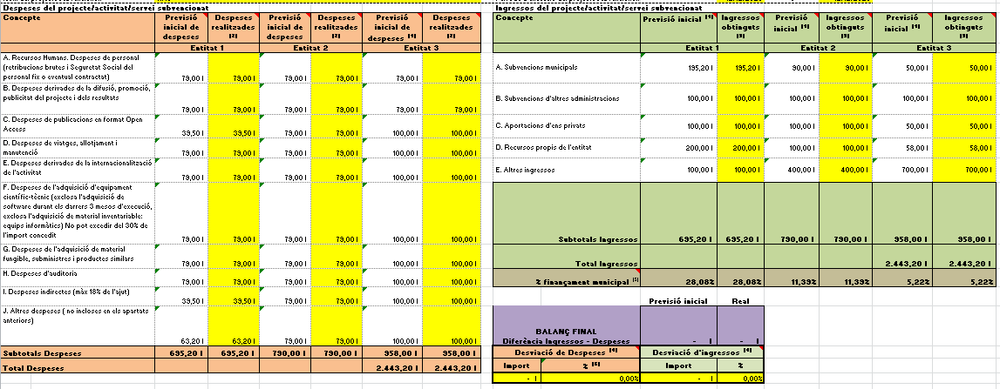 Despeses del projecte/activitat/servei subvencionat
Concepte
Previsió inicial de despeses
Despeses realitzades [2]
Previsió inicial de despeses
Despeses realitzades [2]
Previsió inicial de despeses [1]
Despeses realitzades [2]
Entitat 1 Entitat 2 Entitat 3
A. Recursos Humans. Despeses de personal
(retribucions brutes i Seguretat Social del
personal fix o eventual contractat) 79,00 l 79,00 l 79,00 l 79,00 l 79,00 l 79,00 l
B. Despeses derivades de la difusió, promoció,
publicitat del projecte i dels resultats 79,00 l 79,00 l 79,00 l 79,00 l 79,00 l 79,00 l
C. Despeses de publicacions en format Open
Access 39,50 l 39,50 l 79,00 l 79,00 l 100,00 l 100,00 l
D. Despeses de viatges, allotjament i
manutenció 79,00 l 79,00 l 79,00 l 79,00 l 100,00 l 100,00 l
E. Despeses derivades de la internacionalització
de l'activitat 79,00 l 79,00 l 79,00 l 79,00 l 100,00 l 100,00 l
F. Despeses de l'adquisició d'equipament
científic-tècnic (exclosa l'adquisició de
software durant els darrers 3 mesos d'execució,
exclosa l'adquisició de material inventariable:
equips informàtics) No pot excedir del 30% de
l'import concedit 79,00 l 79,00 l 79,00 l 79,00 l 100,00 l 100,00 l
G. Despeses de l'adquisició de material
fungible, subministres i productes similars 79,00 l 79,00 l 79,00 l 79,00 l 100,00 l 100,00 l
H. Despeses d'auditoria 79,00 l 79,00 l 79,00 l 79,00 l 100,00 l 100,00 l
I. Despeses indirectes (màx 18% de l'ajut) 39,50 l 39,50 l 79,00 l 79,00 l 100,00 l 100,00 l
J. Altres despeses ( no incloses en els apartats
anteriors) 63,20 l 63,20 l 79,00 l 79,00 l 100,00 l 100,00 l
Subtotals Despeses 695,20 l 695,20 l 790,00 l 790,00 l 958,00 l 958,00 l
Total Despeses 2.443,20 l 2.443,20 l
Ingressos del projecte/activitat/servei subvencionat
Concepte
Previsió inicial [1]
Ingressos obtinguts [3]
Previsió inicial [1]
Ingressos obtinguts [3]
Previsió inicial [1]
Ingressos obtinguts [3]
Entitat 1 Entitat 2 Entitat 3
A. Subvencions municipals 195,20 l 195,20 l 90,00 l 90,00 l 50,00 l 50,00 l
B. Subvencions d'altres administracions 100,00 l 100,00 l 100,00 l 100,00 l 100,00 l 100,00 l
C. Aportacions d'ens privats 100,00 l 100,00 l 100,00 l 100,00 l 50,00 l 50,00 l
D. Recursos propis de l'entitat 200,00 l 200,00 l 100,00 l 100,00 l 58,00 l 58,00 l
E. Altres ingressos 100,00 l 100,00 l 400,00 l 400,00 l 700,00 l 700,00 l
Subtotals Ingressos 695,20 l 695,20 l 790,00 l 790,00 l 958,00 l 958,00 l
Total Ingressos 2.443,20 l 2.443,20 l
% finançament municipal [5] 28,08% 28,08% 11,39% 11,39% 5,22% 5,22%
Previsió inicial Real
BALANÇ FINAL
Diferència Ingressos - Despeses - l - l
Desviació de Despeses [4] Desviació d'ingressos [4]
Import % [6] Import %
- l 0,00% - l 0,00%